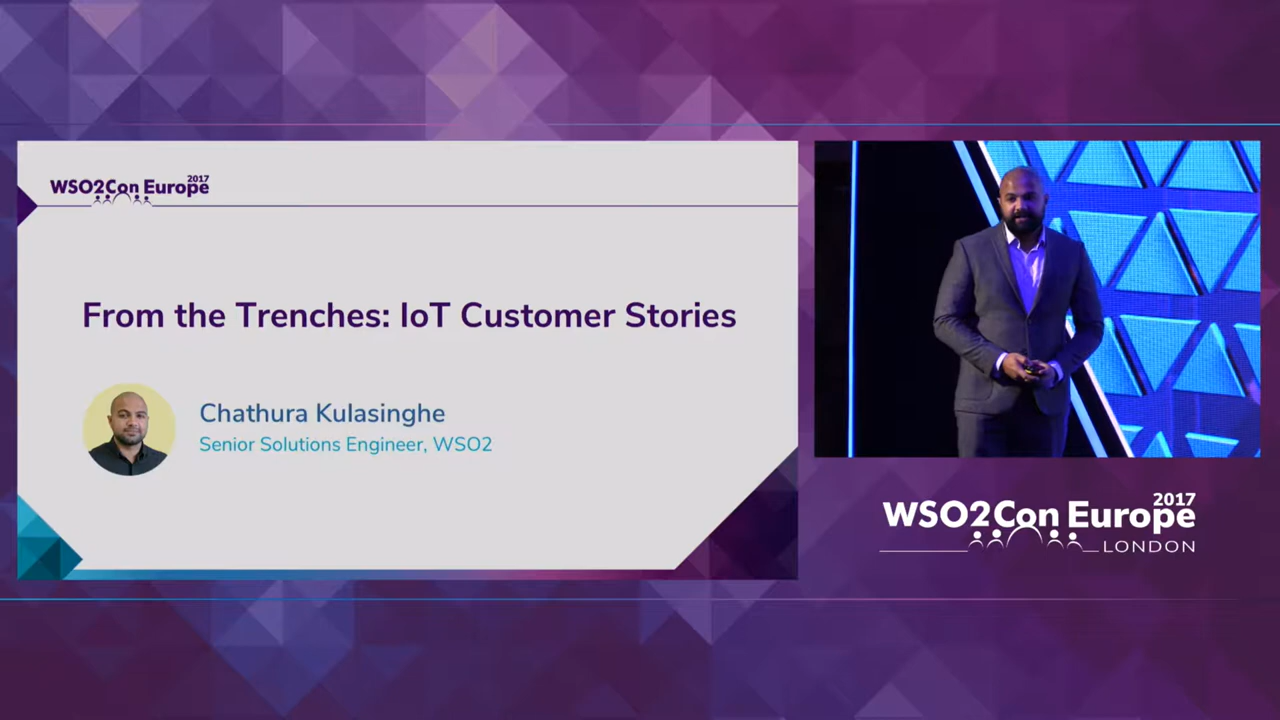 WSO2Con Europe 2017
From the Trenches: IoT Customer Stories
Chathura Kulasinghe
Senior Solutions Engineer, WSO2
WSO2Con Europe 2017
LONDON